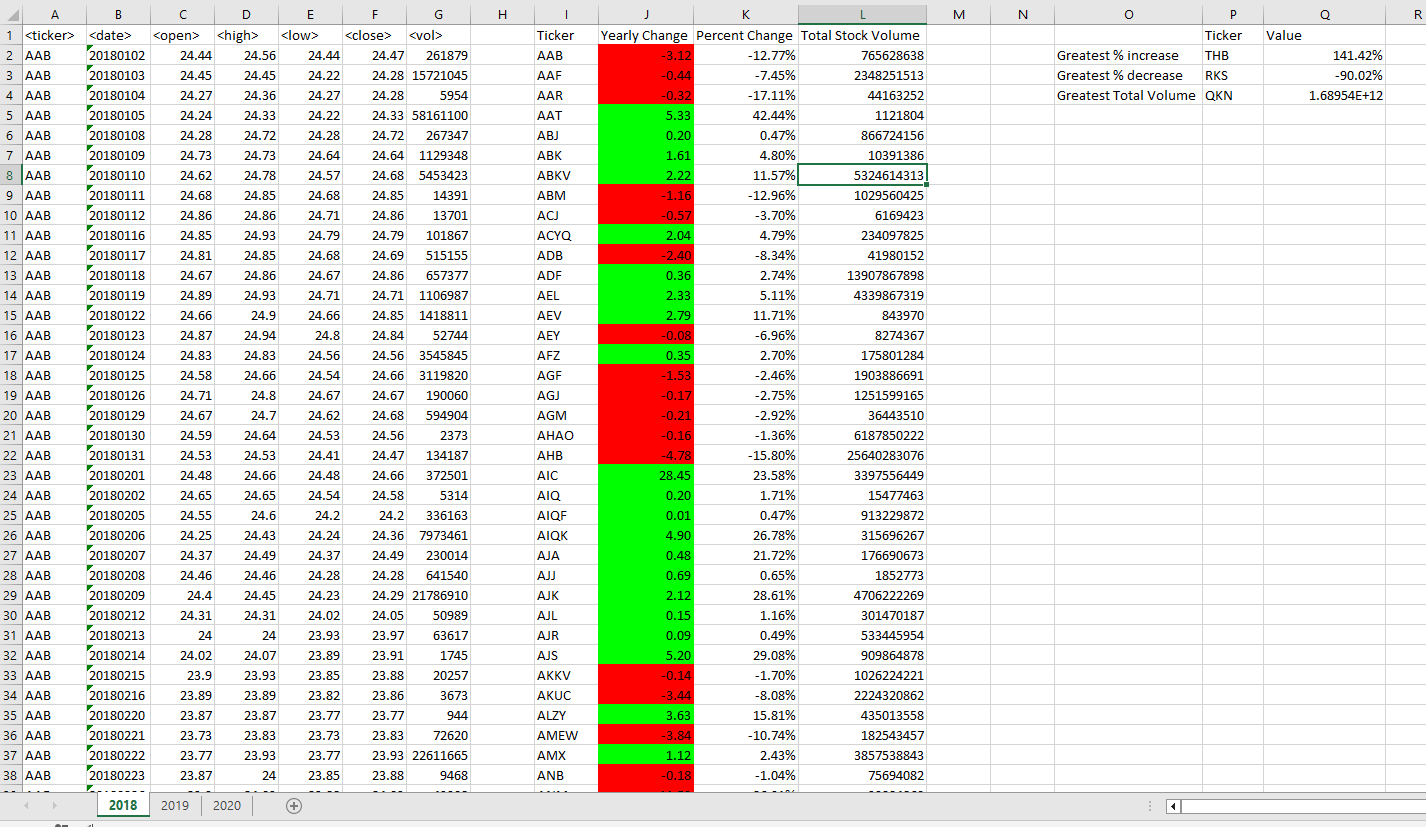 A B C D E F G H I J K L M N O P Q R
1 <ticker> <date> <open> <high> <low> <close> <vol> Ticker Yearly Change Percent Change Total Stock Volume Ticker Value
2 AAB 20180102 24.44 24.56 24.44 24.47 261879 AAB -3.12 -12.77% 765628638 Greatest % increase THB 141.42%
3 AAB 20180103 24.45 24.45 24.22 24.28 15721045 AAF -0.44 -7.45% 2348251513 Greatest % decrease RKS -90.02%
4 AAB 20180104 24.27 24.36 24.27 24.28 5954 AAR -0.32 -17.11% 44163252 Greatest Total Volume QKN 1.68954E+12
5 AAB 20180105 24.24 24.33 24.22 24.33 58161100 AAT 5.33 42.44% 1121804
6 AAB 20180108 24.28 24.72 24.28 24.72 267347 ABJ 0.20 0.47% 866724156
7 AAB 20180109 24.73 24.73 24.64 24.64 1129348 ABK 1.61 4.80% 10391386
8 AAB 20180110 24.62 24.78 24.57 24.68 5453423 ABKV 2.22 11.57% 5324614313
9 AAB 20180111 24.68 24.85 24.68 24.85 14391 ABM -1.16 -12.96% 1029560425
10 AAB 20180112 24.86 24.86 24.71 24.86 13701 ACJ -0.57 -3.70% 6169423
11 AAB 20180116 24.85 24.93 24.79 24.79 101867 ACYQ 2.04 4.79% 234097825
12 AAB 20180117 24.81 24.85 24.68 24.69 515155 ADB -2.40 -8.34% 41980152
13 AAB 20180118 24.67 24.86 24.67 24.86 657377 ADF 0.36 2.74% 13907867898
14 AAB 20180119 24.89 24.93 24.71 24.71 1106987 AEL 2.33 5.11% 4339867319
15 AAB 20180122 24.66 24.9 24.66 24.85 1418811 AEV 2.79 11.71% 843970
16 AAB 20180123 24.87 24.94 24.8 24.84 52744 AEY -0.08 -6.96% 8274367
17 AAB 20180124 24.83 24.83 24.56 24.56 3545845 AFZ 0.35 2.70% 175801284
18 AAB 20180125 24.58 24.66 24.54 24.66 3119820 AGF -1.53 -2.46% 1903886691
19 AAB 20180126 24.71 24.8 24.67 24.67 190060 AGJ -0.17 -2.75% 1251599165
20 AAB 20180129 24.67 24.7 24.62 24.68 594904 AGM -0.21 -2.92% 36443510
21 AAB 20180130 24.59 24.64 24.53 24.56 2373 AHAO -0.16 -1.36% 6187850222
22 AAB 20180131 24.53 24.53 24.41 24.47 134187 AHB -4.78 -15.80% 25640283076
23 AAB 20180201 24.48 24.66 24.48 24.66 372501 AIC 28.45 23.58% 3397556449
24 AAB 20180202 24.65 24.65 24.54 24.58 5314 AIQ 0.20 1.71% 15477463
25 AAB 20180205 24.55 24.6 24.2 24.2 336163 AIQF 0.01 0.47% 913229872
26 AAB 20180206 24.25 24.43 24.24 24.36 7973461 AIQK 4.90 26.78% 315696267
27 AAB 20180207 24.37 24.49 24.37 24.49 230014 AJA 0.48 21.72% 176690673
28 AAB 20180208 24.46 24.46 24.28 24.28 641540 AJJ 0.69 0.65% 1852773
29 AAB 20180209 24.4 24.45 24.23 24.29 21786910 AJK 2.12 28.61% 4706222269
30 AAB 20180212 24.31 24.31 24.02 24.05 50989 AJL 0.15 1.16% 301470187
31 AAB 20180213 24 24 23.93 23.97 63617 AJR 0.09 0.49% 533445954
32 AAB 20180214 24.02 24.07 23.89 23.91 1745 AJS 5.20 29.08% 909864878
33 AAB 20180215 23.9 23.93 23.85 23.88 20257 AKKV -0.14 -1.70% 1026224221
34 AAB 20180216 23.89 23.89 23.82 23.86 3673 AKUC -3.44 -8.08% 2224320862
35 AAB 20180220 23.87 23.87 23.77 23.77 944 ALZY 3.63 15.81% 435013558
36 AAB 20180221 23.73 23.83 23.73 23.83 72620 AMEW -3.84 -10.74% 182543457
37 AAB 20180222 23.77 23.93 23.77 23.93 22611665 AMX 1.12 2.43% 3857538843
38 AAB 20180223 23.87 24 23.85 23.88 9468 ANB -0.18 -1.04% 75694082
2018 2019 2020